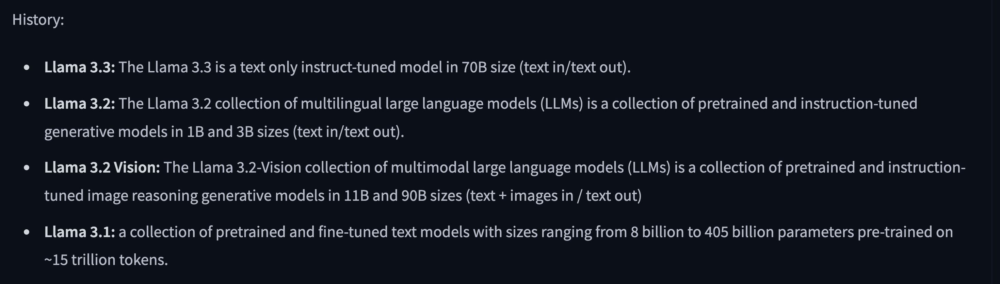 History:
• Llama 3.3: The Llama 3.3 is a text only instruct-tuned model in 70B size (text in/text out).
• Llama 3.2: The Llama 3.2 collection of multilingual large language models (LLMs) is a collection of pretrained and instruction-tuned
generative models in 1B and 3B sizes (text in/text out).
• Llama 3.2 Vision: The Llama 3.2-Vision collection of multimodal large language models (LLMs) is a collection of pretrained and instruction-
tuned image reasoning generative models in 11B and 90B sizes (text + images in / text out)
• Llama 3.1: a collection of pretrained and fine-tuned text models with sizes ranging from 8 billion to 405 billion parameters pre-trained on
~15 trillion tokens.